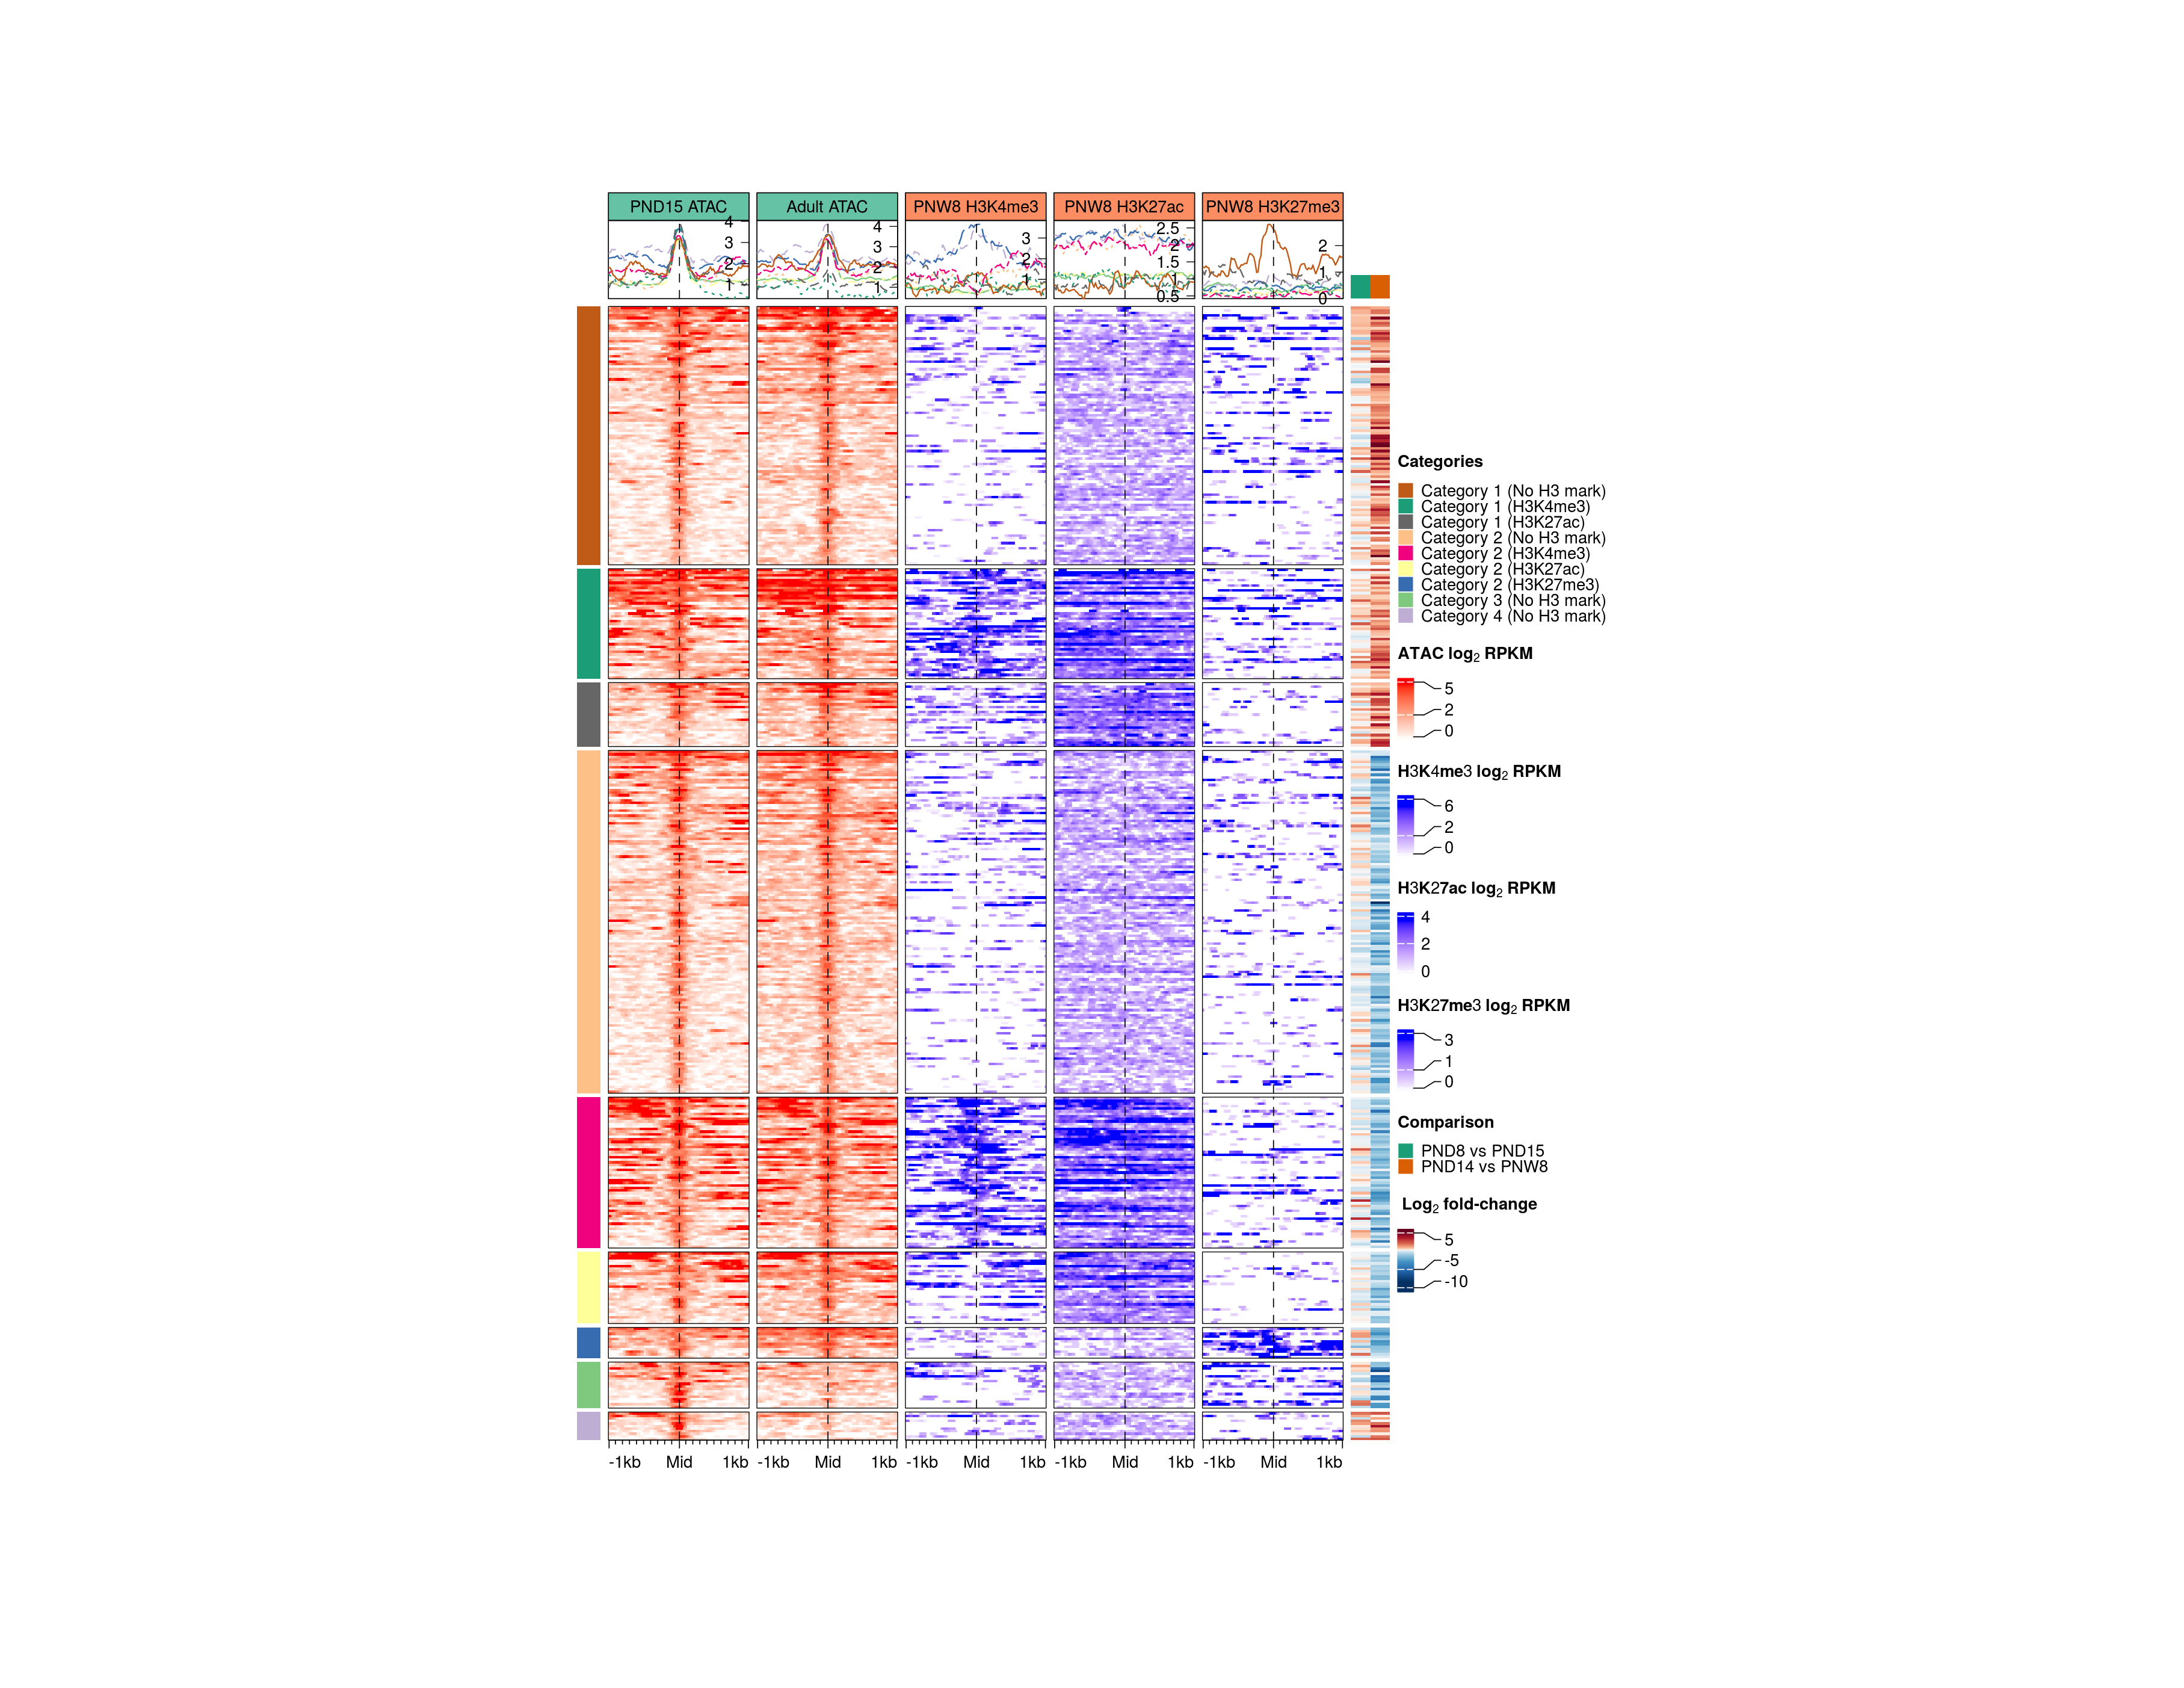 PND15 ATAC
Adult ATAC
PNW8 H3K4me3
PNW8 H3K27ac
PNW8 H3K27me3
4
3
2
1
4
3
2
1
3
2
1
2.5
2
1.5
1
0.5
2
1
0
Categories
Category 1 (No H3 mark)
Category 1 (H3K4me3)
Category 1 (H3K27ac)
Category 2 (No H3 mark)
Category 2 (H3K4me3)
Category 2 (H3K27ac)
Category 2 (H3K27me3)
Category 3 (No H3 mark)
Category 4 (No H3 mark)
ATAC log₂ RPKM
5
2
0
H3K4me3 log₂ RPKM
6
2
0
H3K27ac log₂ RPKM
4
2
0
H3K27me3 log₂ RPKM
3
1
0
Comparison
PND8 vs PND15
PND14 vs PNW8
Log₂ fold-change
5
-5
-10
-1kb Mid 1kb
-1kb Mid 1kb
-1kb Mid 1kb
-1kb Mid 1kb
-1kb Mid 1kb